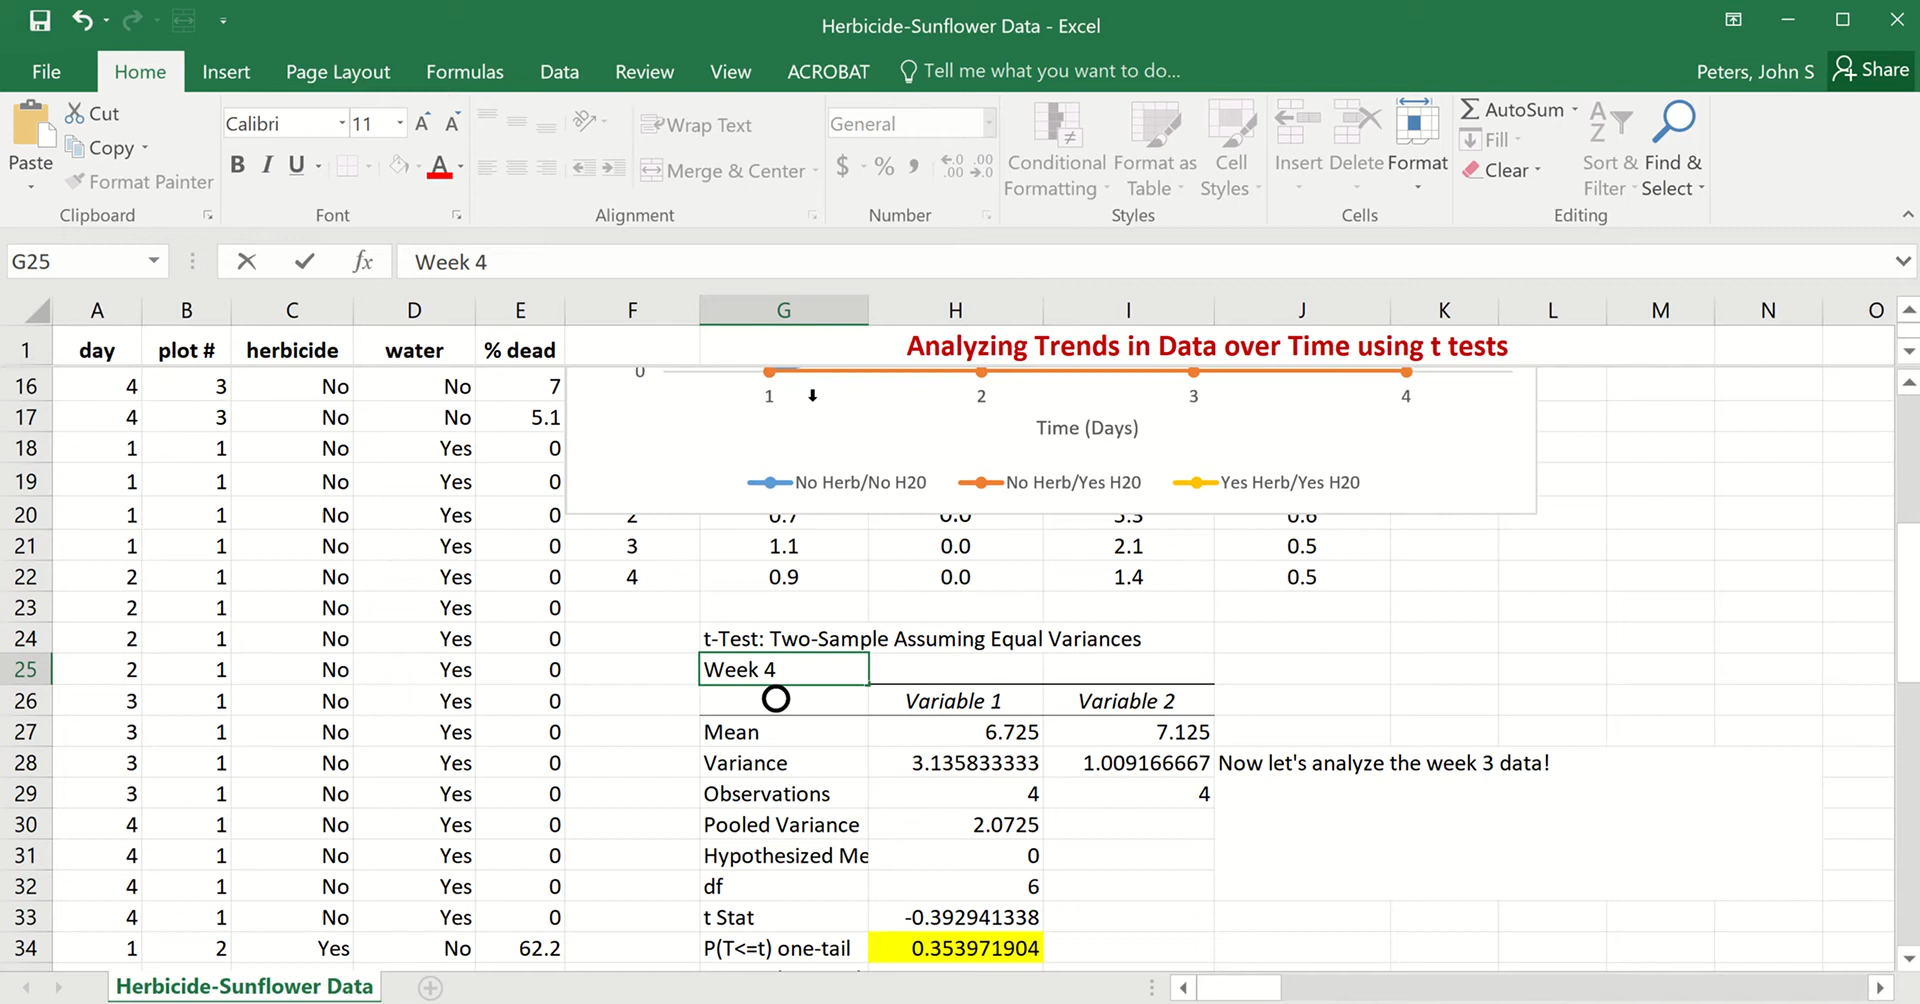 Herbicide-Sunflower Data - Excel
File Home Insert Page Layout Formulas Data Review View ACROBAT Tell me what you want to do... Peters, John S Share
Paste Cut Copy Format Painter Clipboard
Calibri 11 A A B I U A Font
Wrap Text Merge & Center Alignment
General $ % , .0 .00 .00 .0 Number
Conditional Formatting Format as Table Cell Styles Styles
Insert Delete Format Cells
AutoSum Fill Clear Sort & Filter Find & Select Editing
G25 fx Week 4
A B C D E F G H I J K L M N O
1 day plot # herbicide water % dead Analyzing Trends in Data over Time using t tests
16 4 3 No No 7 0
17 4 3 No No 5.1 1 2 3 4
Time (Days)
18 1 1 No Yes 0
19 1 1 No Yes 0 No Herb/No H20 No Herb/Yes H20 Yes Herb/Yes H20
20 1 1 No Yes 0 2 0.7 0.0 3.3 0.6
21 1 1 No Yes 0 3 1.1 0.0 2.1 0.5
22 2 1 No Yes 0 4 0.9 0.0 1.4 0.5
23 2 1 No Yes 0
24 2 1 No Yes 0 t-Test: Two-Sample Assuming Equal Variances
25 2 1 No Yes 0 Week 4
26 3 1 No Yes 0 Variable 1 Variable 2
27 3 1 No Yes 0 Mean 6.725 7.125
28 3 1 No Yes 0 Variance 3.135833333 1.009166667 Now let's analyze the week 3 data!
29 3 1 No Yes 0 Observations 4 4
30 4 1 No Yes 0 Pooled Variance 2.0725
31 4 1 No Yes 0 Hypothesized Me 0
32 4 1 No Yes 0 df 6
33 4 1 No Yes 0 t Stat -0.392941338
34 1 2 Yes No 62.2 P(T<=t) one-tail 0.353971904
Herbicide-Sunflower Data